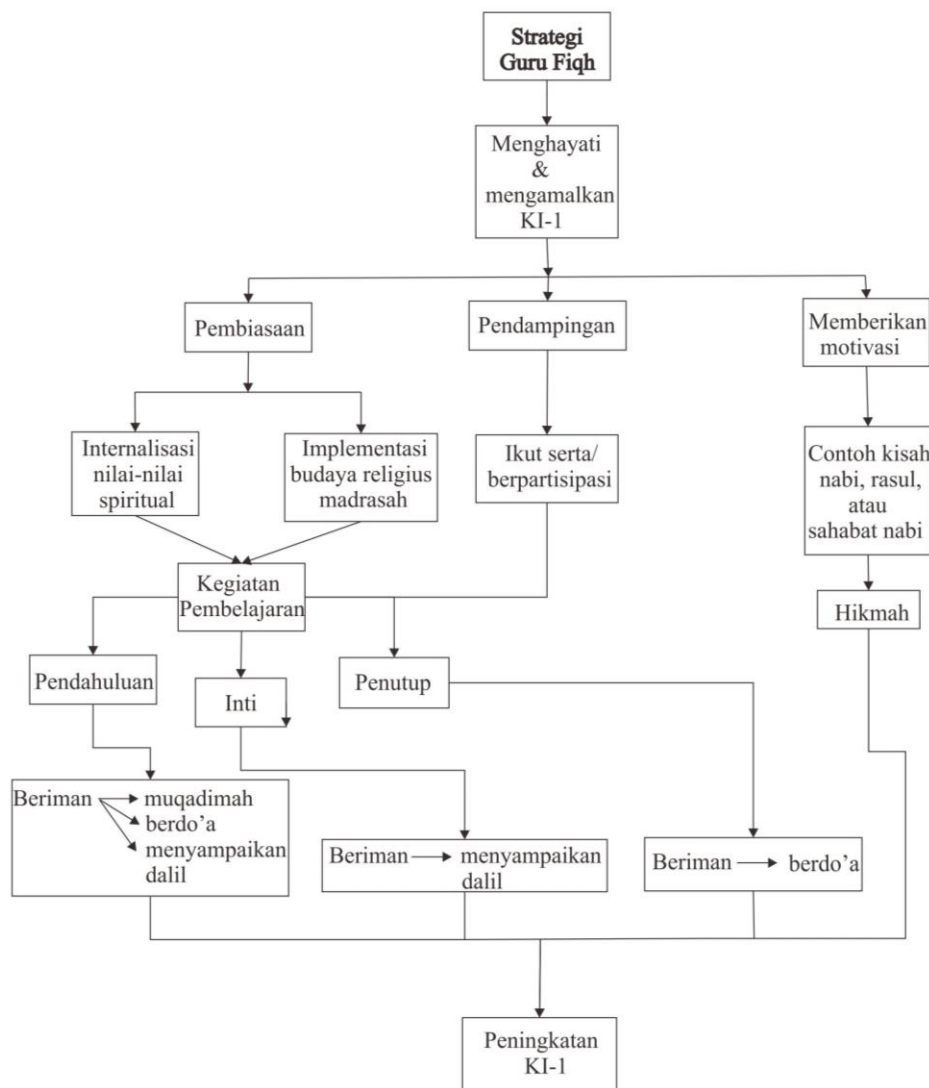 Strategi
Guru Fiqh
Menghayati
&
mengamalkan
KI-1
Pembiasaan
Pendampingan
Memberikan
motivasi
Internalisasi
nilai-nilai
spiritual
Implementasi
budaya religius
madrasah
Ikut serta/
berpartisipasi
Contoh kisah
nabi, rasul,
atau
sahabat nabi
Kegiatan
Pembelajaran
Hikmah
Pendahuluan
Inti
Penutup
Beriman muqadimah
berdo’a
menyampaikan
dalil
Beriman menyampaikan
dalil
Beriman berdo’a
Peningkatan
KI-1